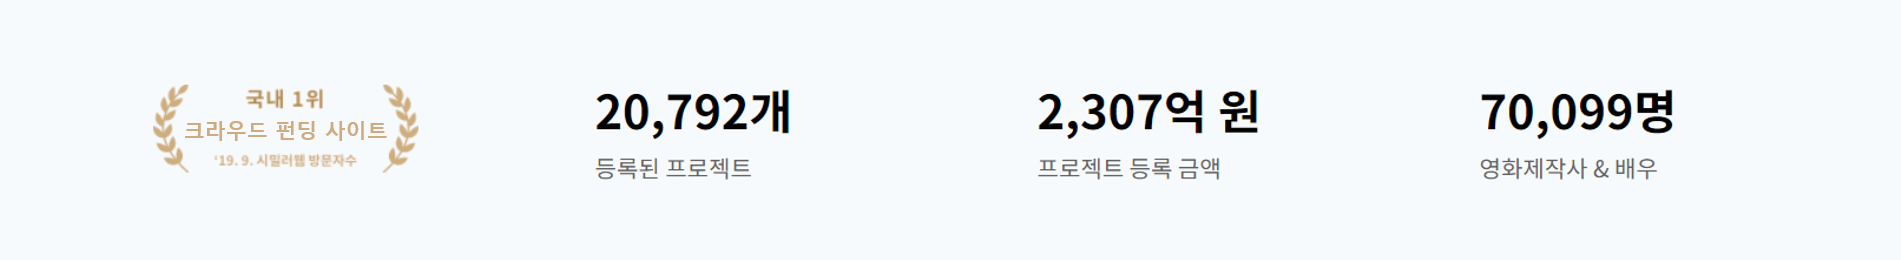 국내 1위
크라우드 펀딩 사이트
'19. 9. 시밀러웹 방문자수
20,792개
등록된 프로젝트
2,307억 원
프로젝트 등록 금액
70,099명
영화제작사 & 배우